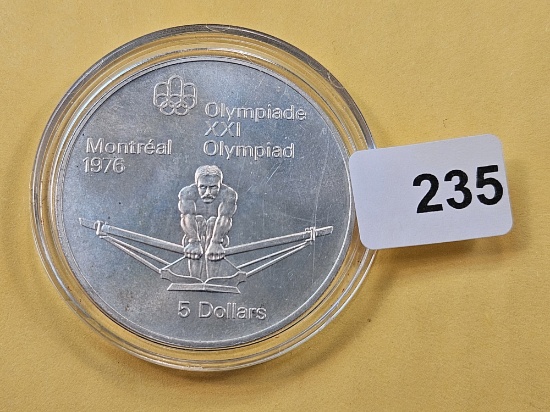 Olympiade
XXI
Olympiad
Montréal
1976
5 Dollars
235